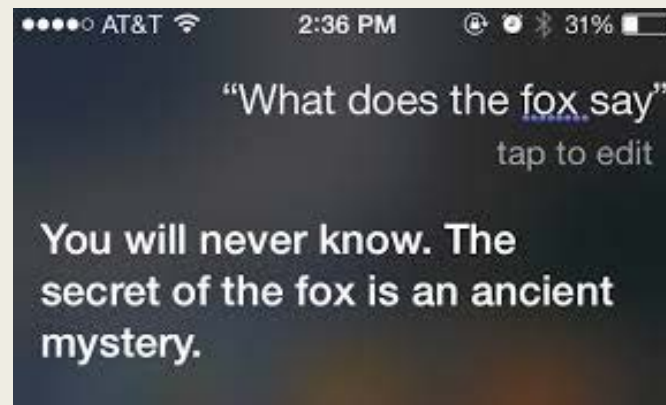 AT&T 2:36 PM 31%
“What does the fox say”
tap to edit
You will never know. The
secret of the fox is an ancient
mystery.